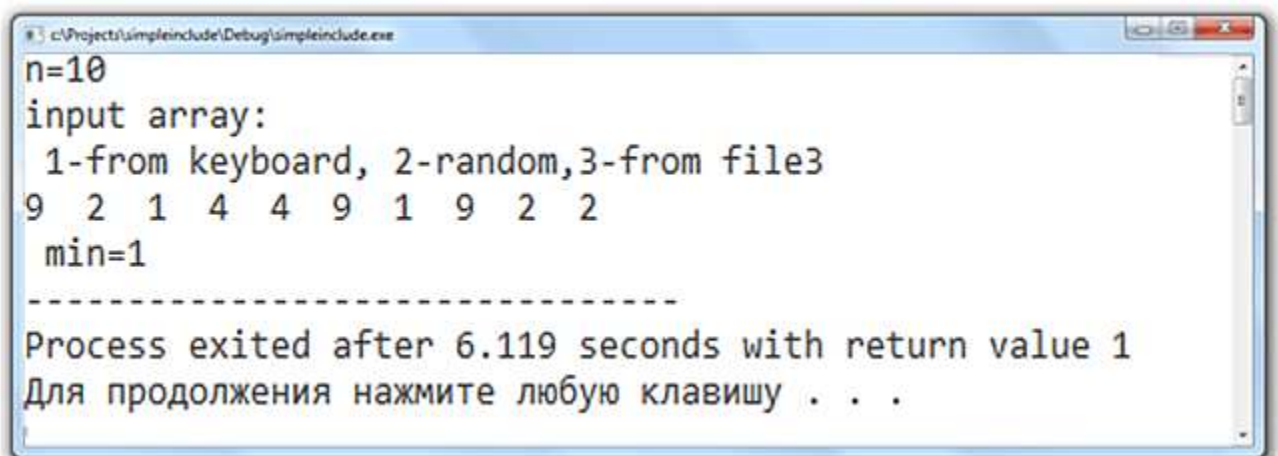 c:\Projects\simpleinclude\Debug\simpleinclude.exe
n=10
input array:
1-from keyboard, 2-random,3-from file3
9 2 1 4 4 9 1 9 2 2
min=1
--------------------------------
Process exited after 6.119 seconds with return value 1
Для продолжения нажмите любую клавишу . . .